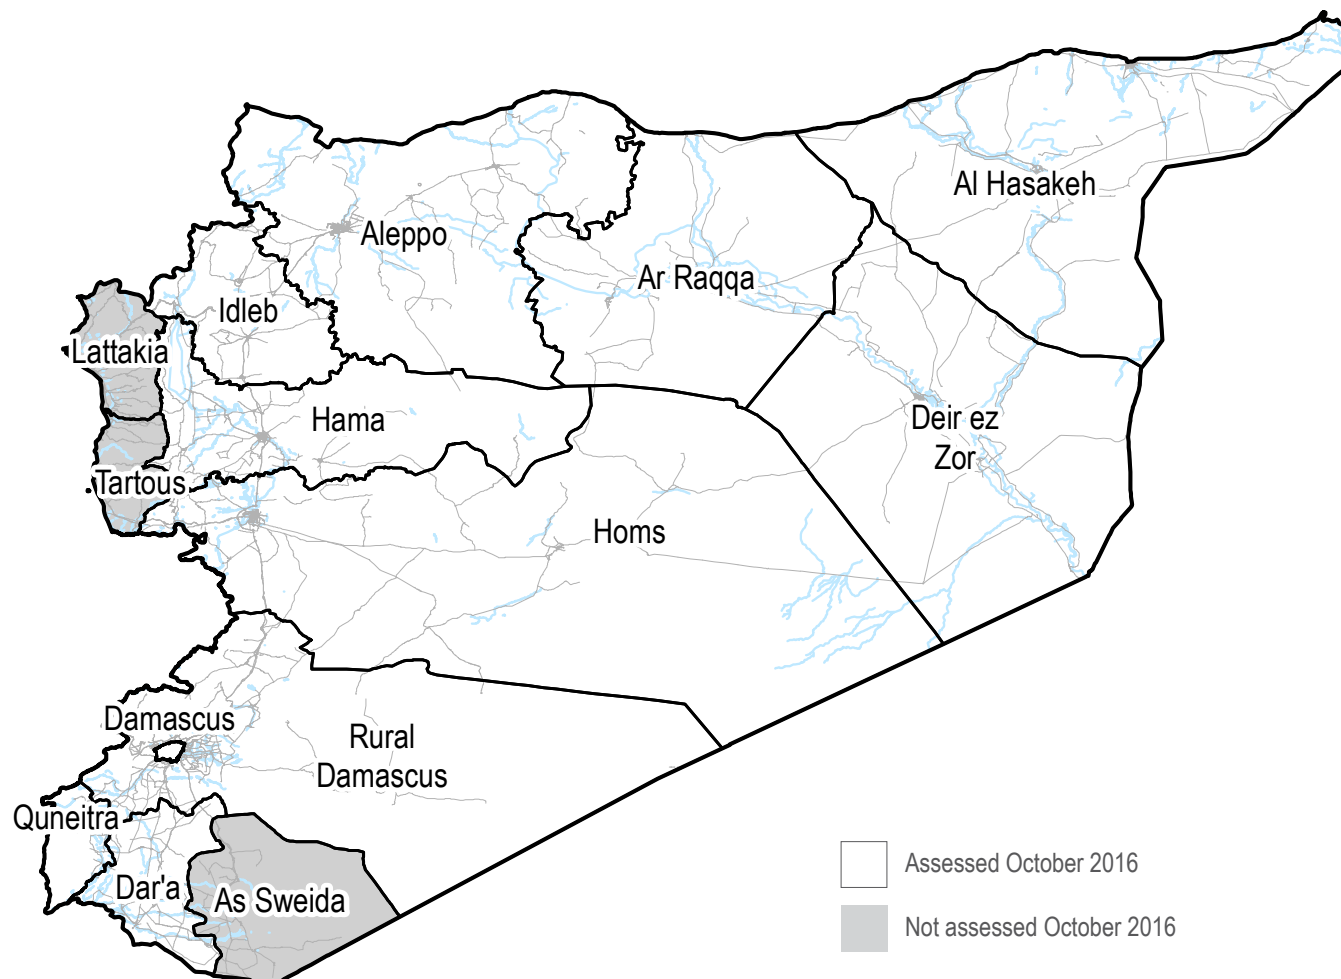 Al Hasakeh
Aleppo
Ar Raqqa
Idleb
Lattakia
Hama
Deir ez
Zor
Tartous
Homs
Damascus
Rural
Damascus
Quneitra
Dar'a
As Sweida
Assessed October 2016
Not assessed October 2016